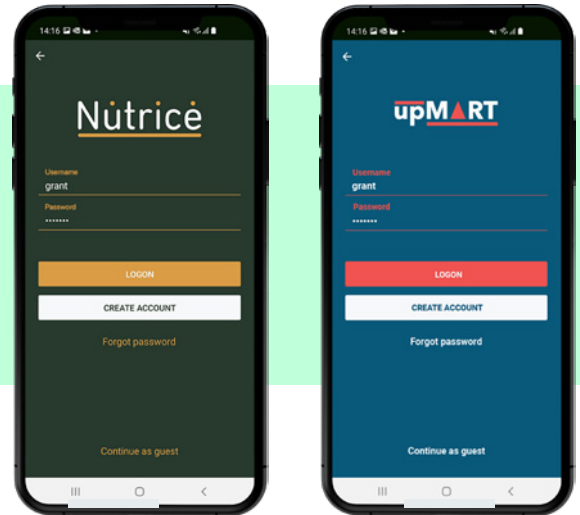 14:16
Nutricė
Username
grant
Password
•••••••
LOGON
CREATE ACCOUNT
Forgot password
Continue as guest
14:16
upMART
Username
grant
Password
•••••••
LOGON
CREATE ACCOUNT
Forgot password
Continue as guest